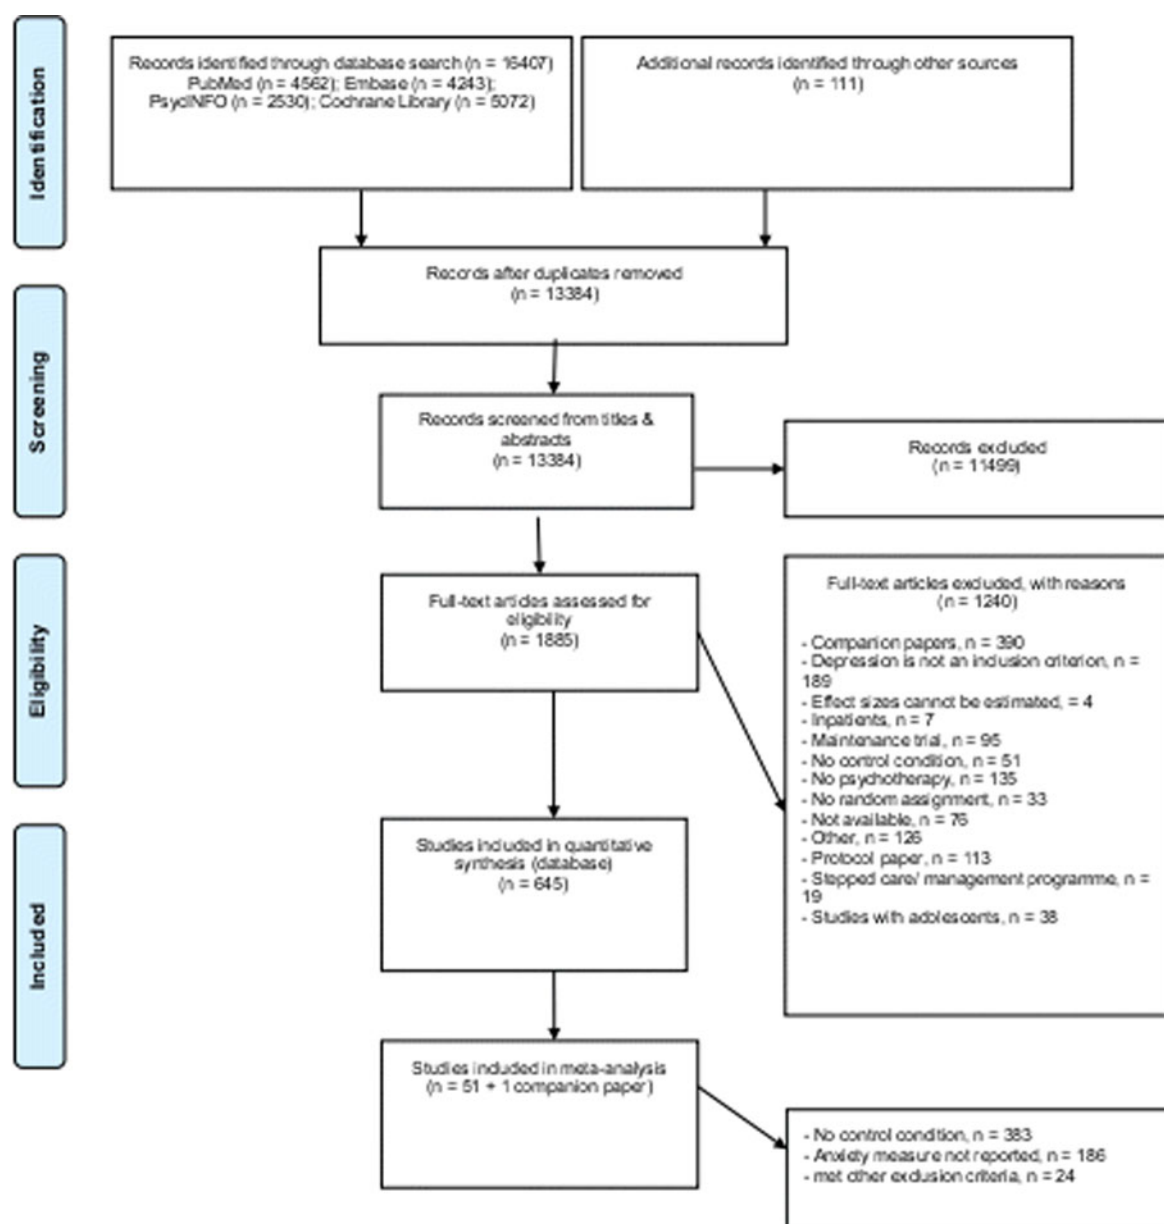 Identification
Records identified through database search (n = 16407)
PubMed (n = 4562); Embase (n = 4243);
PsycINFO (n = 2530); Cochrane Library (n = 5072)
Additional records identified through other sources
(n = 111)
Records after duplicates removed
(n = 13384)
Screening
Records screened from titles &
abstracts
(n = 13384)
Records excluded
(n = 11499)
Eligibility
Full-text articles assessed for
eligibility
(n = 1885)
Full-text articles excluded, with reasons
(n = 1240)
- Companion papers, n = 390
- Depression is not an inclusion criterion, n =
189
- Effect sizes cannot be estimated, = 4
- Inpatients, n = 7
- Maintenance trial, n = 95
- No control condition, n = 51
- No psychotherapy, n = 135
- No random assignment, n = 33
- Not available, n = 76
- Other, n = 126
- Protocol paper, n = 113
- Stepped care/ management programme, n =
19
- Studies with adolescents, n = 38
Included
Studies included in quantitative
synthesis (database)
(n = 645)
Studies included in meta-analysis
(n = 51 + 1 companion paper)
- No control condition, n = 383
- Anxiety measure not reported, n = 186
- met other exclusion criteria, n = 24